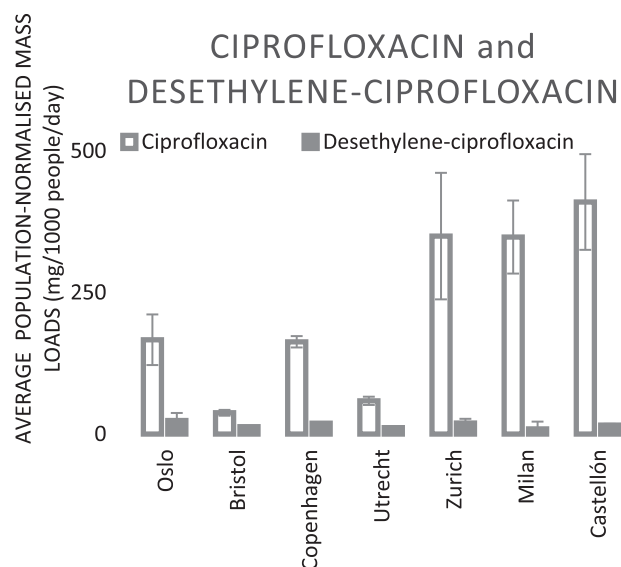 CIPROFLOXACIN and
DESETHYLENE-CIPROFLOXACIN
Ciprofloxacin
Desethylene-ciprofloxacin
AVERAGE POPULATION-NORMALISED MASS
LOADS (mg/1000 people/day)
500
250
0
Oslo
Bristol
Copenhagen
Utrecht
Zurich
Milan
Castellón